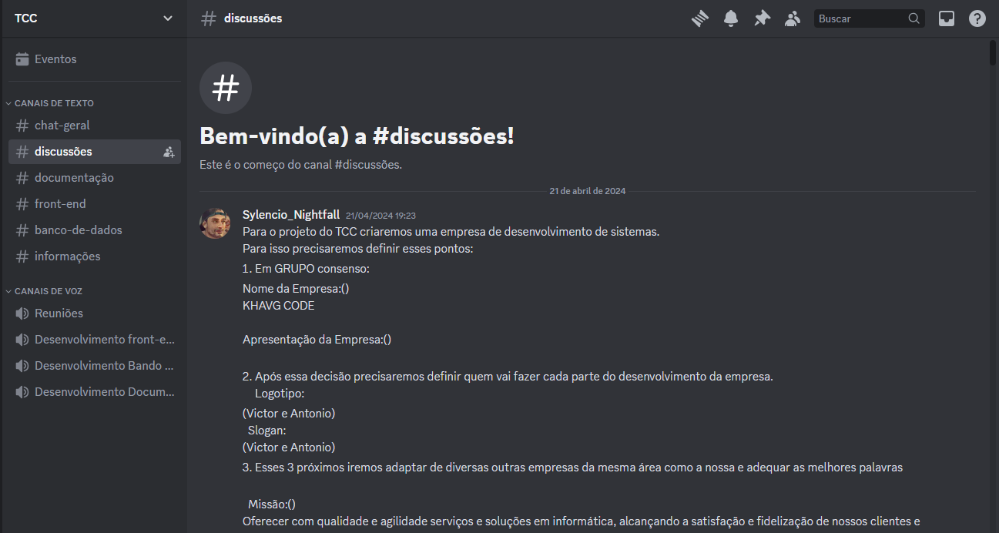 TCC
# discussões
Buscar
Eventos
CANAIS DE TEXTO
# chat-geral
# discussões
# documentação
# front-end
# banco-de-dados
# informações
CANAIS DE VOZ
Reuniões
Desenvolvimento front-e...
Desenvolvimento Bando ...
Desenvolvimento Docum...
#
Bem-vindo(a) a #discussões!
Este é o começo do canal #discussões.
21 de abril de 2024
Sylencio_Nightfall 21/04/2024 19:23
Para o projeto do TCC criaremos uma empresa de desenvolvimento de sistemas.
Para isso precisaremos definir esses pontos:
1. Em GRUPO consenso:
Nome da Empresa:()
KHAVG CODE
Apresentação da Empresa:()
2. Após essa decisão precisaremos definir quem vai fazer cada parte do desenvolvimento da empresa.
Logotipo:
(Victor e Antonio)
Slogan:
(Victor e Antonio)
3. Esses 3 próximos iremos adaptar de diversas outras empresas da mesma área como a nossa e adequar as melhores palavras
Missão:()
Oferecer com qualidade e agilidade serviços e soluções em informática, alcançando a satisfação e fidelização de nossos clientes e